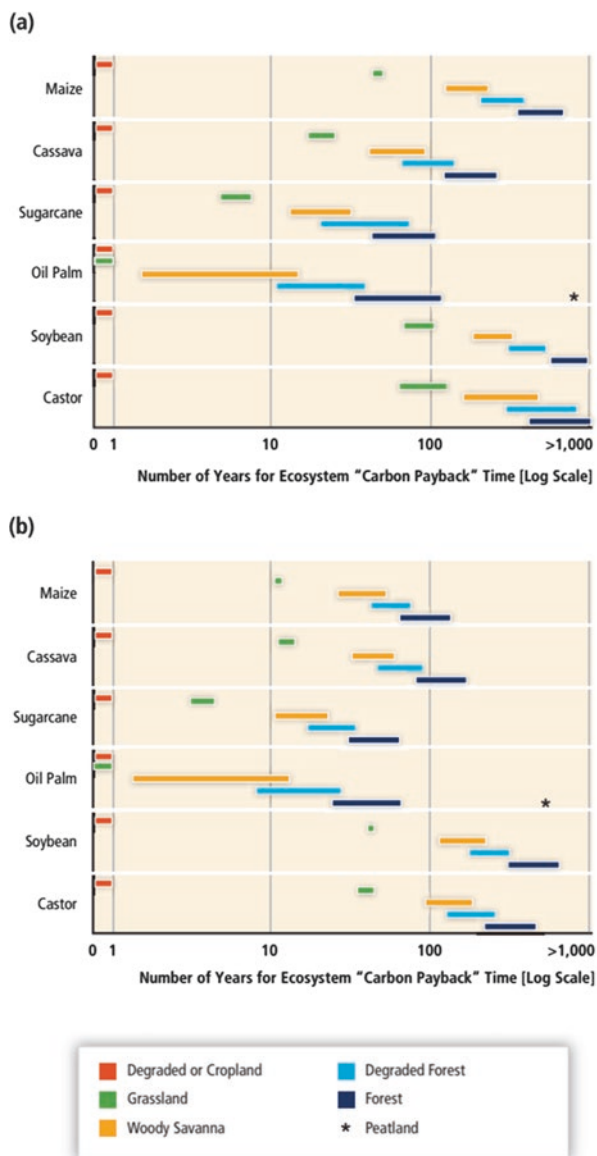 (a)
Maize
Cassava
Sugarcane
Oil Palm
*
Soybean
Castor
0 1 10 100 >1,000
Number of Years for Ecosystem “Carbon Payback” Time [Log Scale]
(b)
Maize
Cassava
Sugarcane
Oil Palm
*
Soybean
Castor
0 1 10 100 >1,000
Number of Years for Ecosystem “Carbon Payback” Time [Log Scale]
Degraded or Cropland
Degraded Forest
Grassland
Forest
Woody Savanna
* Peatland